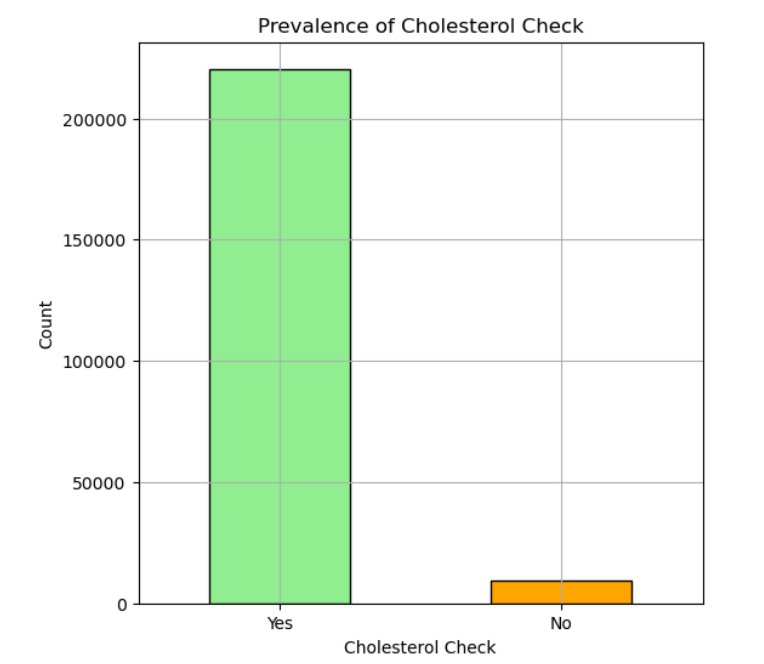 Prevalence of Cholesterol Check
200000
150000
100000
50000
0
Count
Yes No
Cholesterol Check